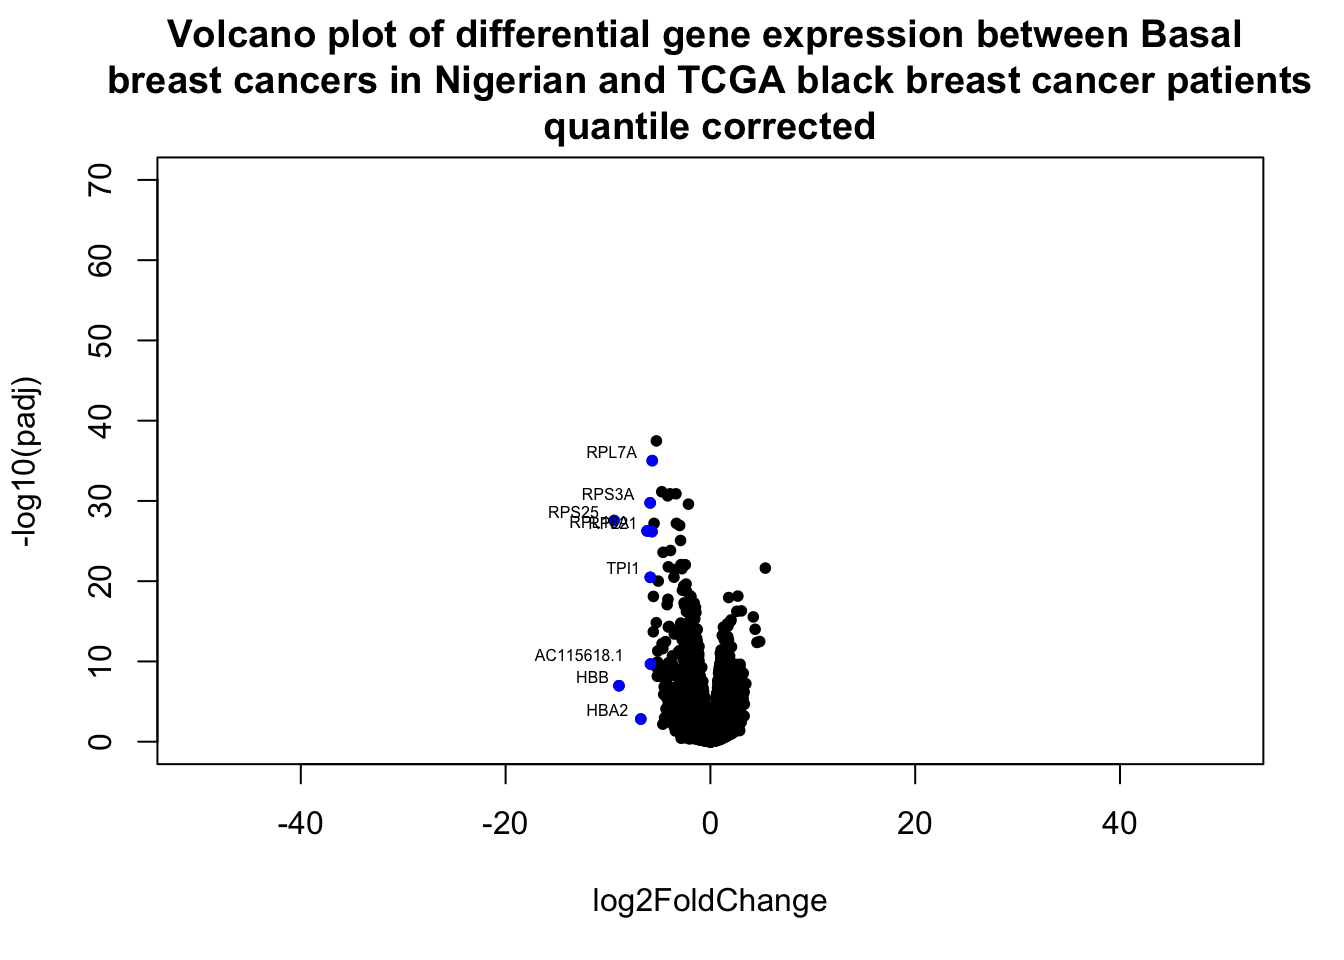 Volcano plot of differential gene expression between Basal
breast cancers in Nigerian and TCGA black breast cancer patients
quantile corrected
70
60
50
40
30
20
10
0
-log10(padj)
RPL7A
RPS3A
RPS25
TPI1
AC115618.1
HBB
HBA2
-40
-20
0
20
40
log2FoldChange